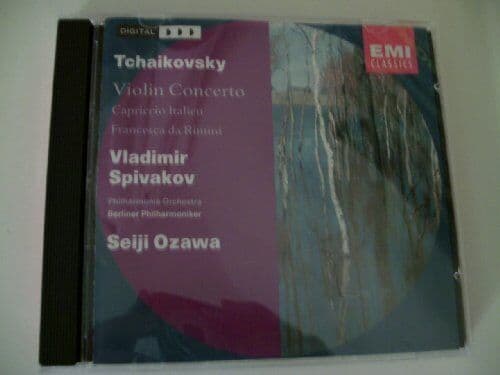 DIGITAL DDD
EMI
CLASSICS
Tchaikovsky
Violin Concerto
Capriccio Italien
Francesca da Rimini
Vladimir
Spivakov
Philharmonia Orchestra
Berliner Philharmoniker
Seiji Ozawa